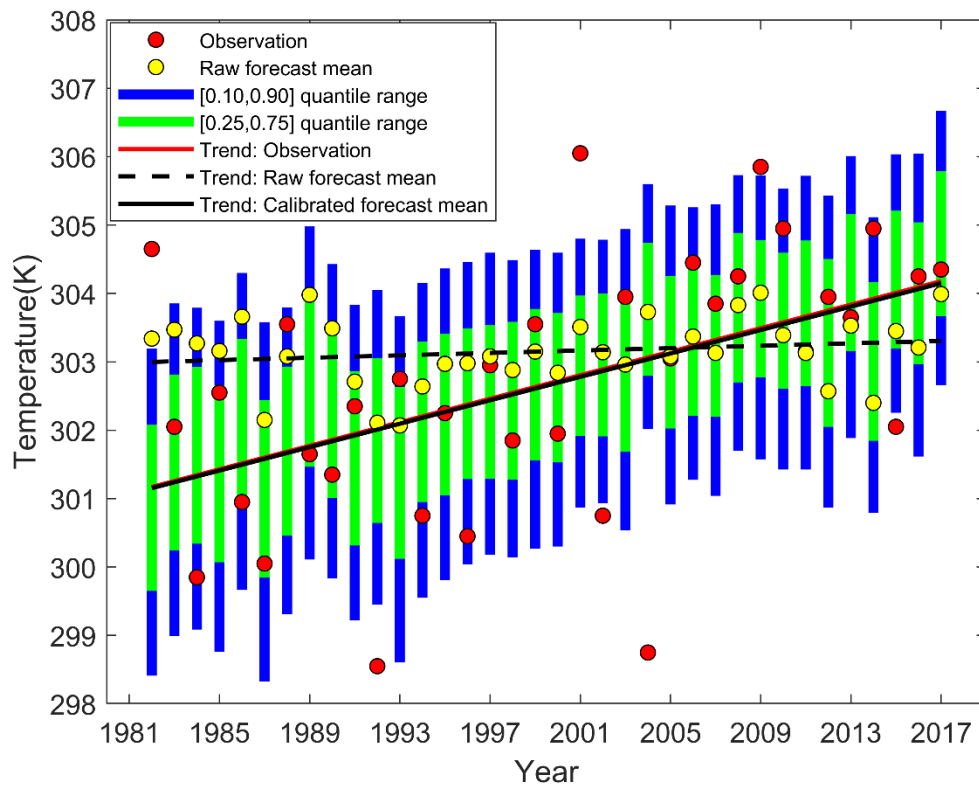 308
307
306
305
304
303
302
301
300
299
298
Temperature(K)
Observation
Raw forecast mean
[0.10,0.90] quantile range
[0.25,0.75] quantile range
Trend: Observation
Trend: Raw forecast mean
Trend: Calibrated forecast mean
1981 1985 1989 1993 1997 2001 2005 2009 2013 2017
Year